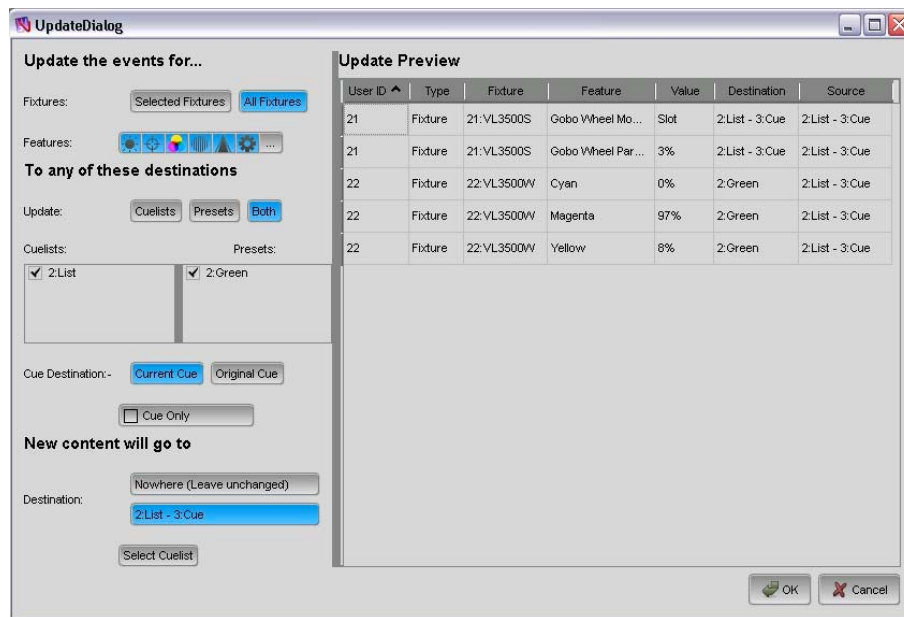 UpdateDialog
Update the events for...
Fixtures: Selected Fixtures All Fixtures
Features: ...
To any of these destinations
Update: Cuelists Presets Both
Cuelists: Presets:
2:List 2:Green
Cue Destination:- Current Cue Original Cue
Cue Only
New content will go to
Destination: Nowhere (Leave unchanged)
2:List - 3:Cue
Select Cuelist
Update Preview
User ID Type Fixture Feature Value Destination Source
21 Fixture 21:VL3500S Gobo Wheel Mo... Slot 2:List - 3:Cue 2:List - 3:Cue
21 Fixture 21:VL3500S Gobo Wheel Par... 3% 2:List - 3:Cue 2:List - 3:Cue
22 Fixture 22:VL3500W Cyan 0% 2:Green 2:List - 3:Cue
22 Fixture 22:VL3500W Magenta 97% 2:Green 2:List - 3:Cue
22 Fixture 22:VL3500W Yellow 8% 2:Green 2:List - 3:Cue
OK Cancel